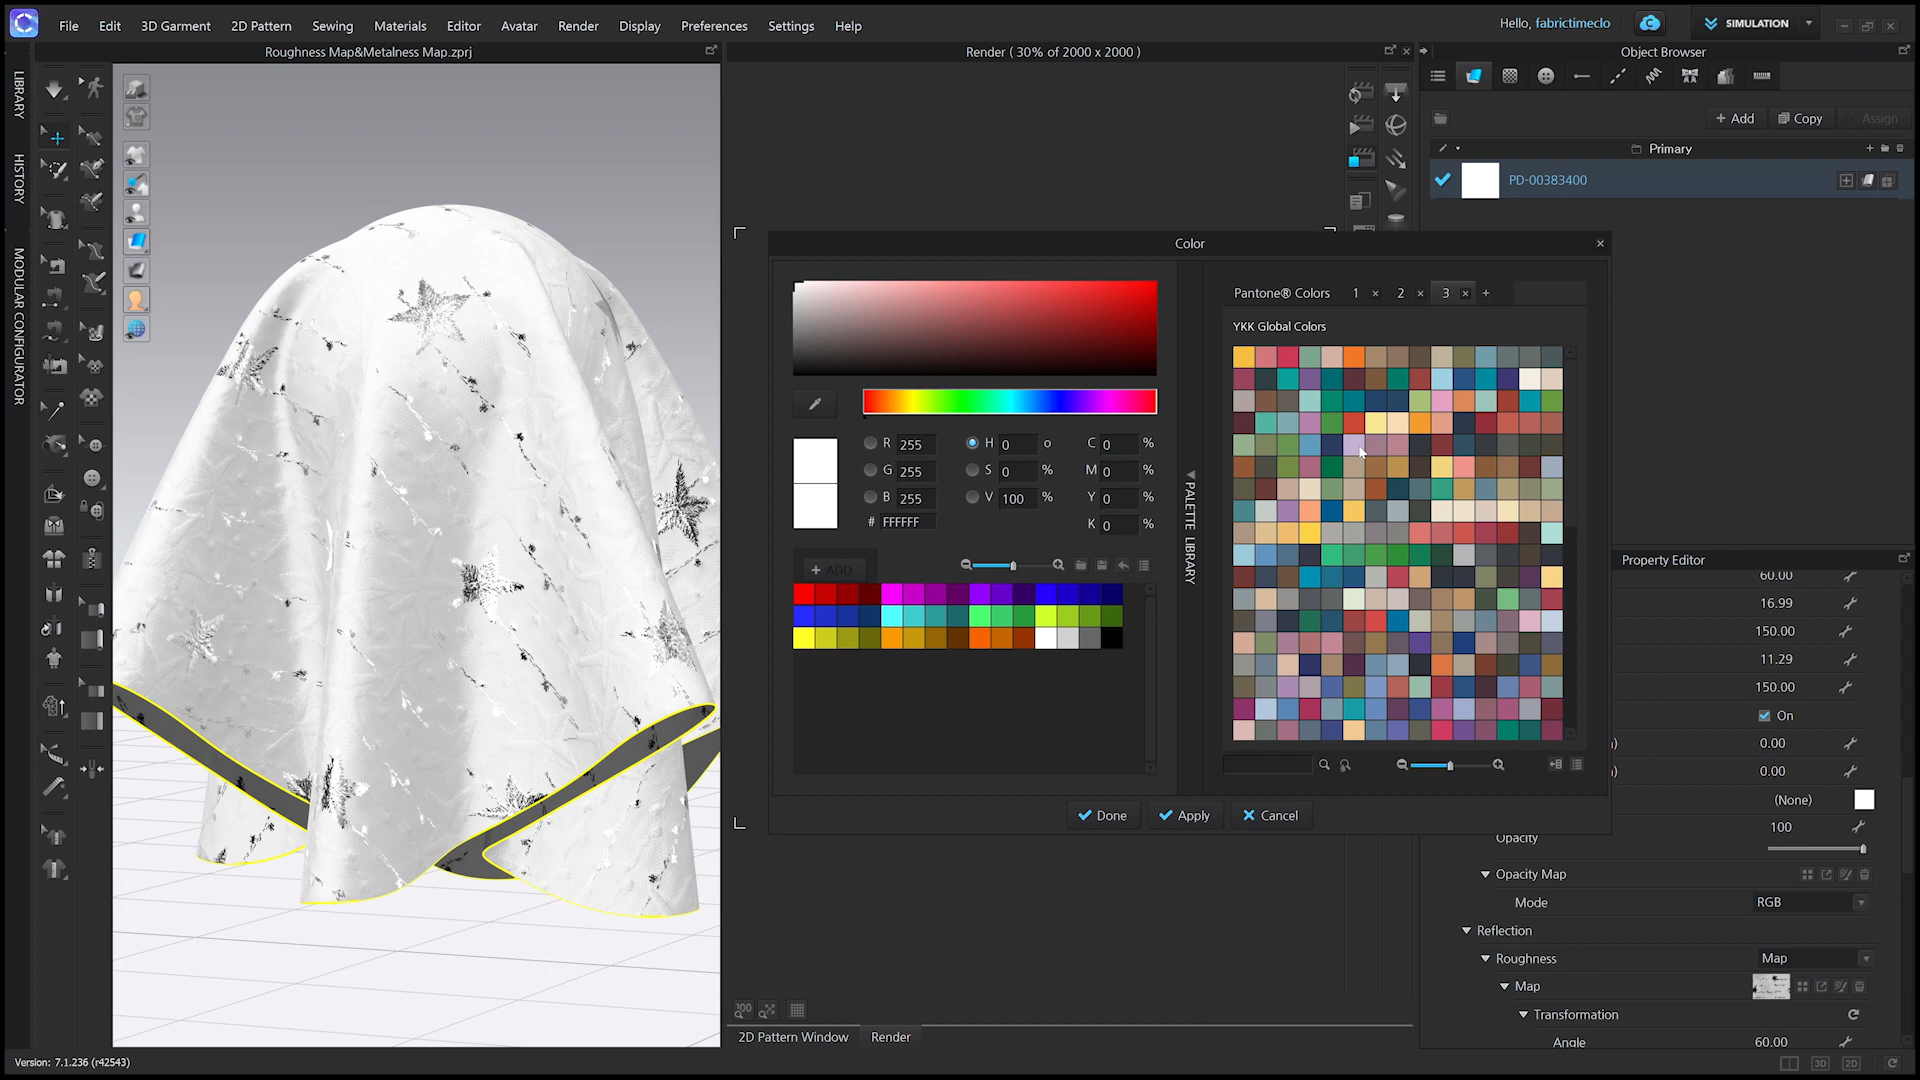 File Edit 3D Garment 2D Pattern Sewing Materials Editor Avatar Render Display Preferences Settings Help
Hello, fabrictimeclo
SIMULATION
Roughness Map&Metalness Map.zprj
Render ( 30% of 2000 x 2000 )
Object Browser
LIBRARY
HISTORY
MODULAR CONFIGURATOR
+ Add Copy Assign
Primary
PD-00383400
Color
Pantone® Colors 1 2 3 +
YKK Global Colors
R 255 H 0 o C 0 %
G 255 S 0 % M 0 %
B 255 V 100 % Y 0 %
# FFFFFF K 0 %
+ ADD
PALETTE LIBRARY
Done Apply Cancel
Property Editor
60.00
16.99
150.00
11.29
150.00
On
0.00
0.00
(None)
Opacity 100
Opacity Map
Mode RGB
Reflection
Roughness Map
Map
Transformation
Angle 60.00
100
2D Pattern Window Render
Version: 7.1.236 (r42543)
3D 2D